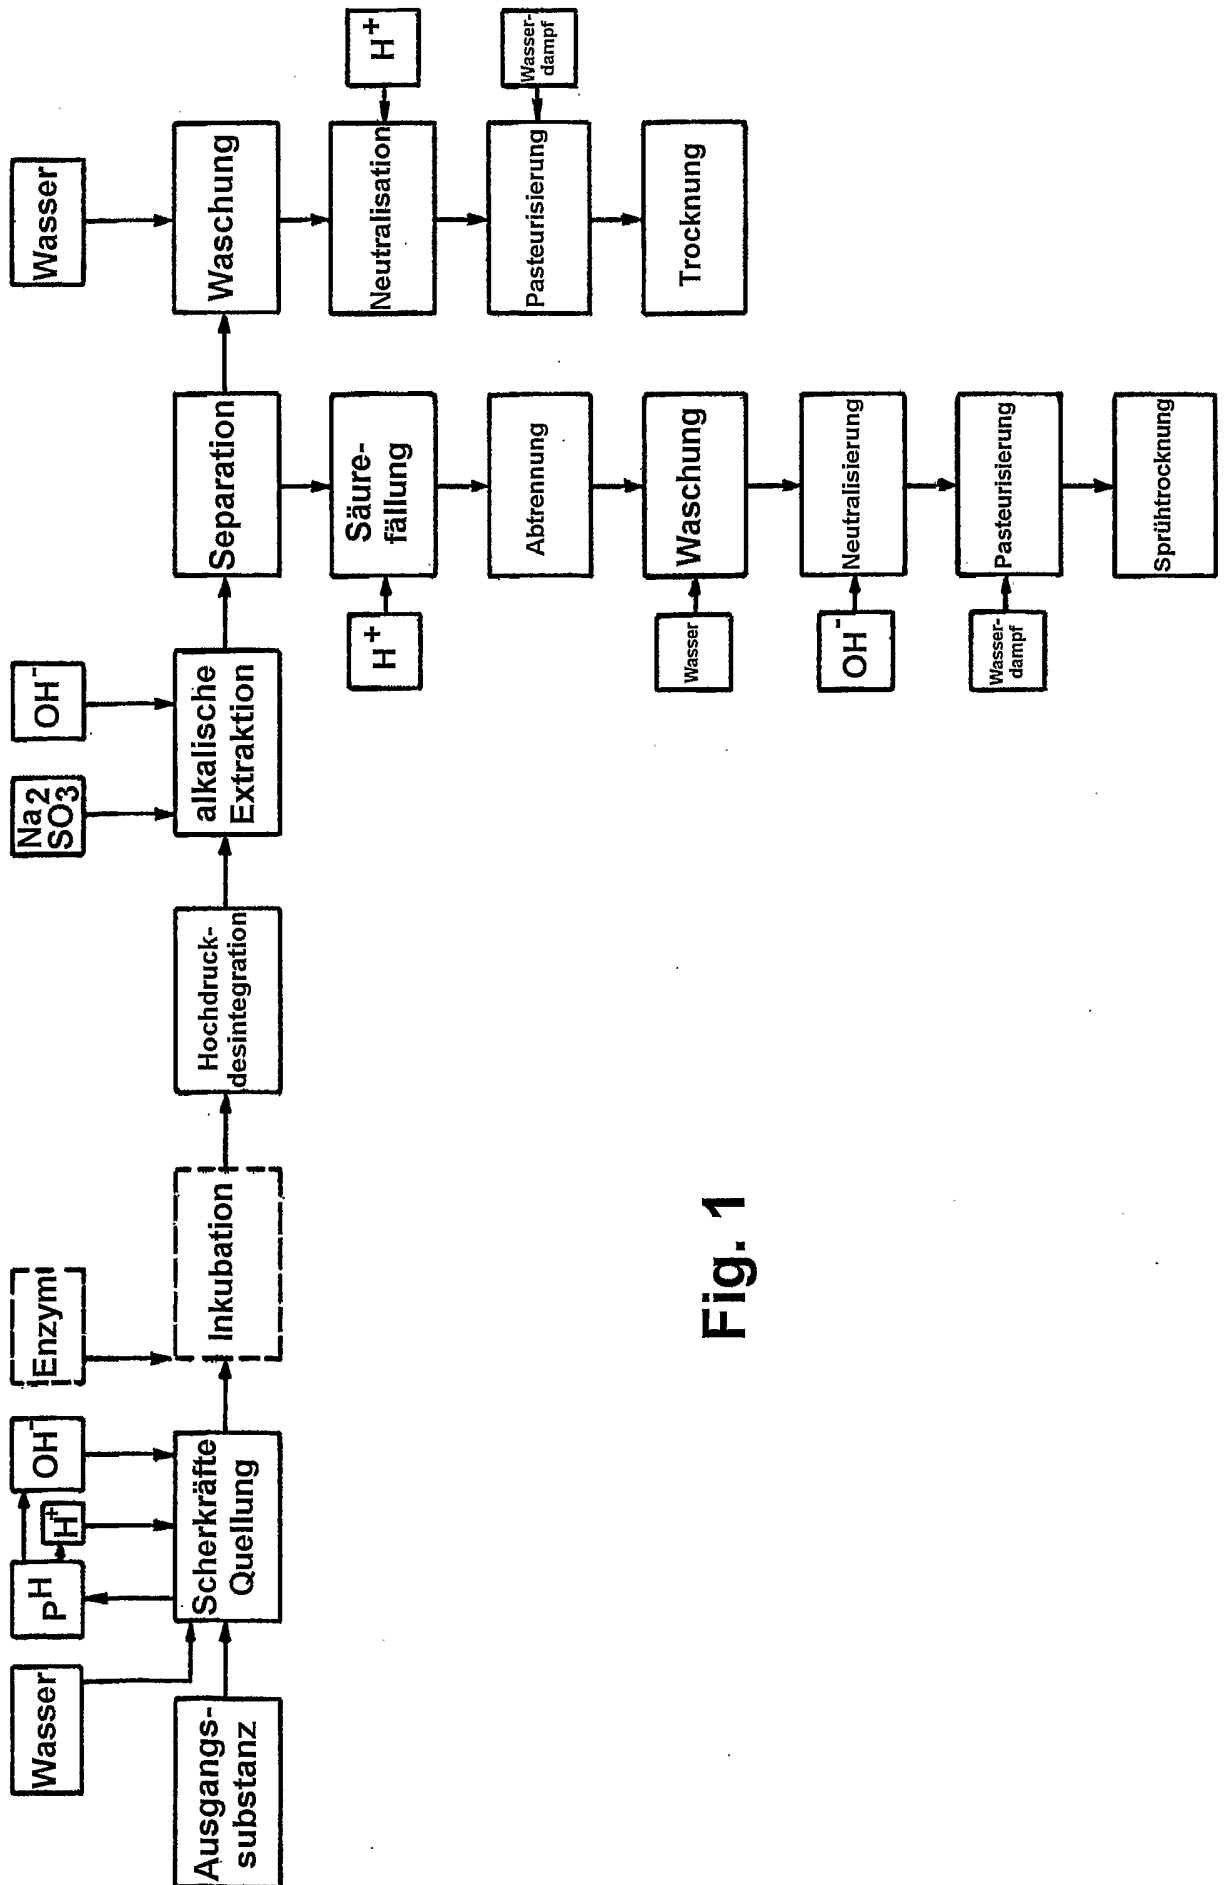 Wasser
pH
H+
OH-
Enzym
Na2
SO3
OH-
Wasser
Ausgangs-
substanz
Scherkräfte
Quellung
Inkubation
Hochdruck-
desintegration
alkalische
Extraktion
Separation
Waschung
H+
Säure-
fällung
Neutralisation
H+
Abtrennung
Pasteurisierung
Wasser-
dampf
Wasser
Waschung
Trocknung
OH-
Neutralisierung
Wasser-
dampf
Pasteurisierung
Sprühtrocknung
Fig. 1